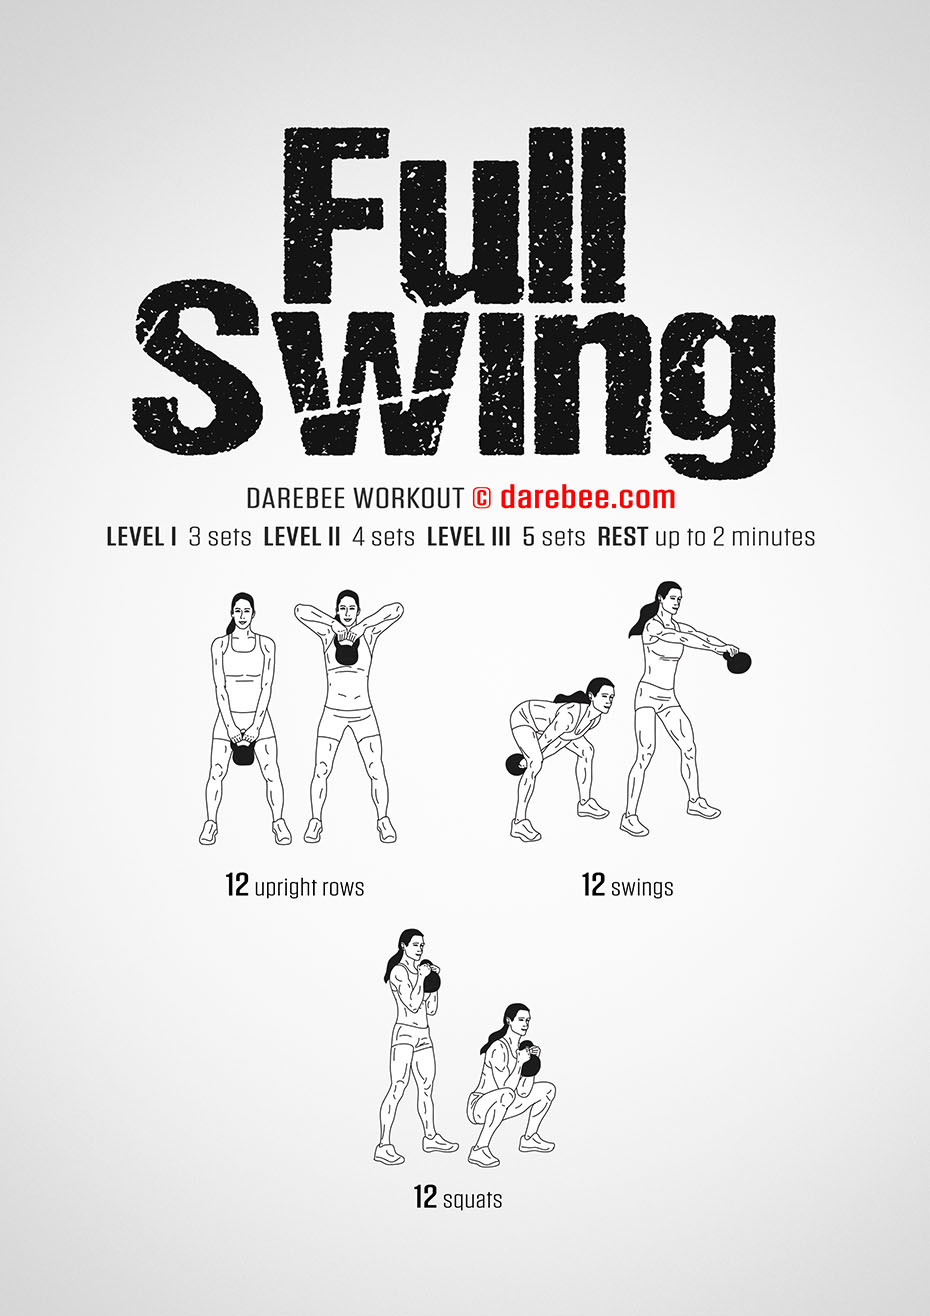 Full
Swing
DAREBEE WORKOUT © darebee.com
LEVEL I 3 sets LEVEL II 4 sets LEVEL III 5 sets REST up to 2 minutes
12 upright rows
12 swings
12 squats